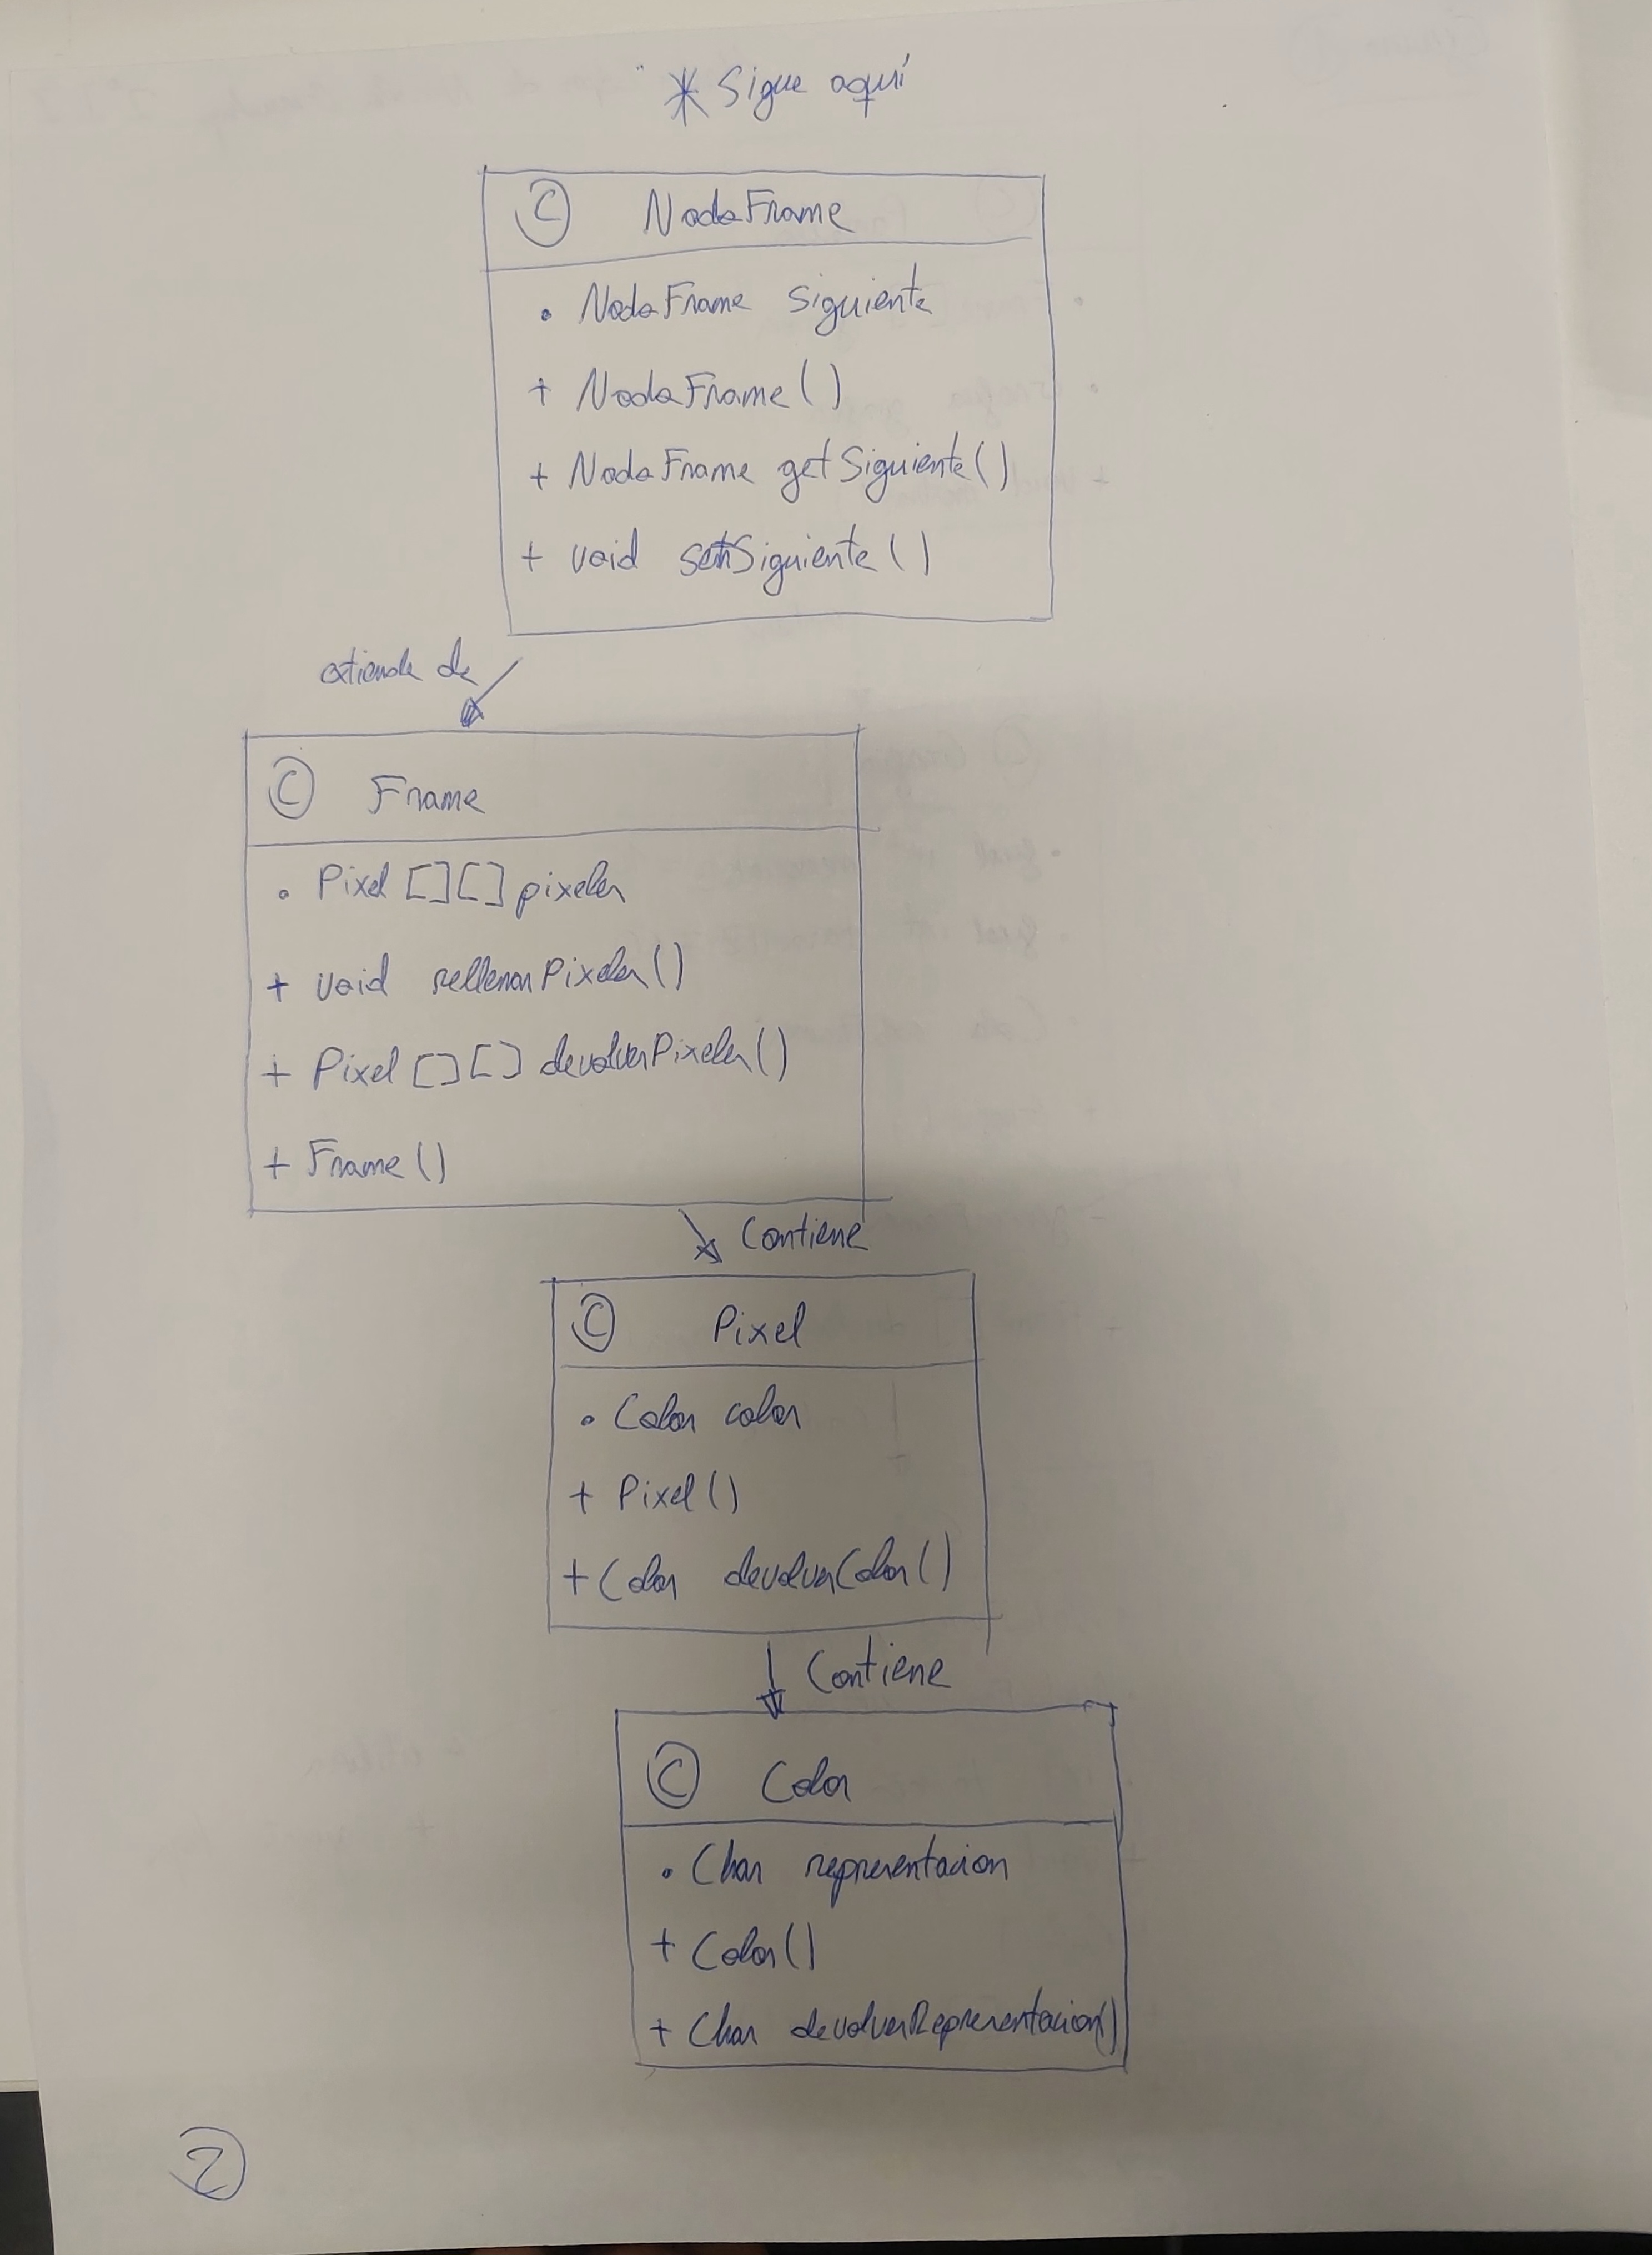 * Sigue aquí
C NodoFrame
• NodoFrame siguiente
+ NodoFrame()
+ NodoFrame getSiguiente()
+ void setSiguiente()
extiende de
C Frame
• Pixel [][] pixeles
+ void rellenarPixeles()
+ Pixel [][] devolverPixeles()
+ Frame()
Contiene
C Pixel
• Color color
+ Pixel()
+ Color devolverColor()
Contiene
C Color
• Char representacion
+ Color()
+ Char devolverRepresentacion()
2